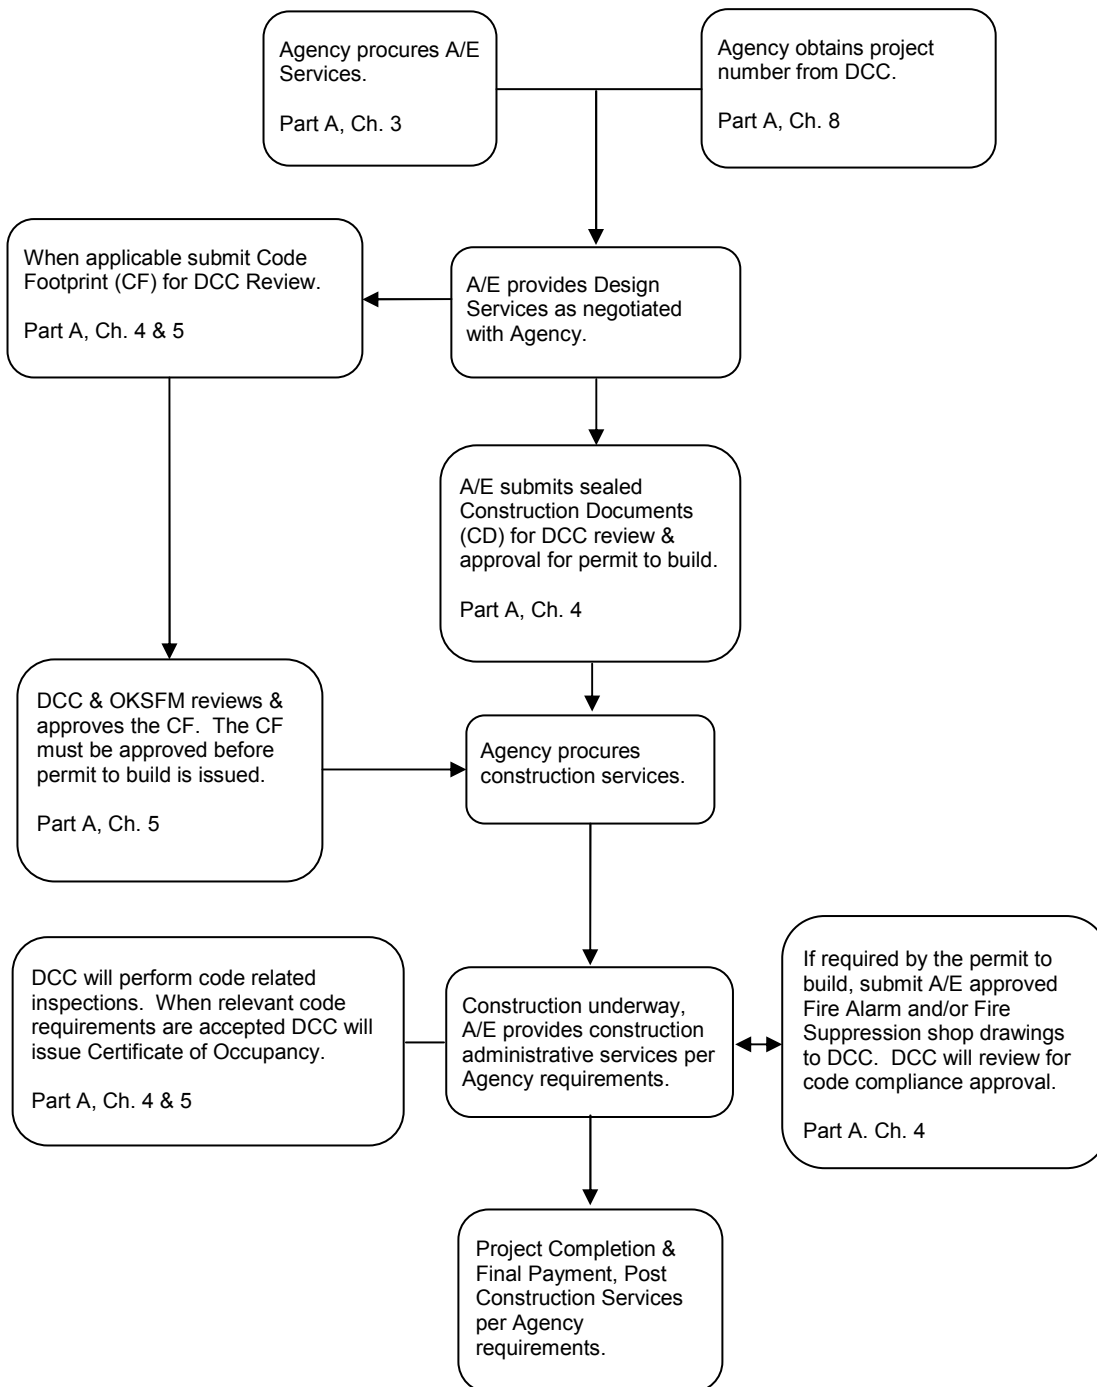 Agency procures A/E
Services.
Part A, Ch. 3
Agency obtains project
number from DCC.
Part A, Ch. 8
When applicable submit Code
Footprint (CF) for DCC Review.
Part A, Ch. 4 & 5
A/E provides Design
Services as negotiated
with Agency.
A/E submits sealed
Construction Documents
(CD) for DCC review &
approval for permit to build.
Part A, Ch. 4
DCC & OKSFM reviews &
approves the CF.  The CF
must be approved before
permit to build is issued.
Part A, Ch. 5
Agency procures
construction services.
DCC will perform code related
inspections.  When relevant code
requirements are accepted DCC will
issue Certificate of Occupancy.
Part A, Ch. 4 & 5
Construction underway,
A/E provides construction
administrative services per
Agency requirements.
If required by the permit to
build, submit A/E approved
Fire Alarm and/or Fire
Suppression shop drawings
to DCC.  DCC will review for
code compliance approval.
Part A. Ch. 4
Project Completion &
Final Payment, Post
Construction Services
per Agency
requirements.